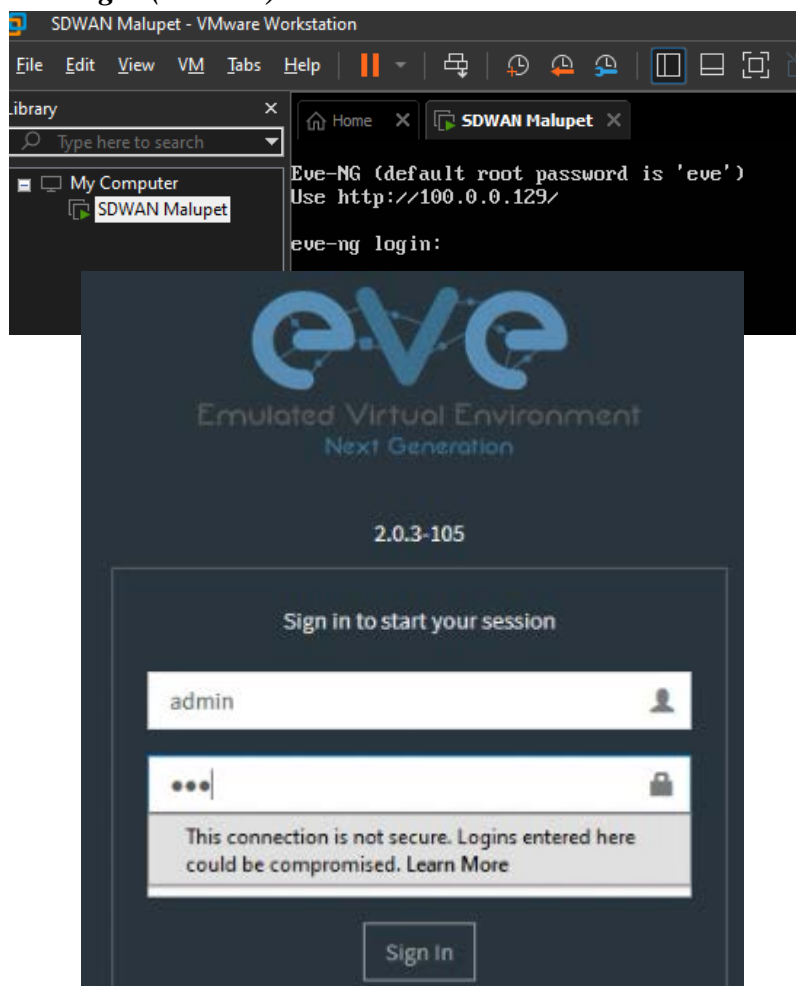 SDWAN Malupet - VMware Workstation
File Edit View VM Tabs Help
Library
Type here to search
My Computer
SDWAN Malupet
Home SDWAN Malupet
Eve-NG (default root password is 'eve')
Use http://100.0.0.129/
eve-ng login:
eve
Emulated Virtual Environment
Next Generation
2.0.3-105
Sign in to start your session
admin
•••
This connection is not secure. Logins entered here
could be compromised. Learn More
Sign In